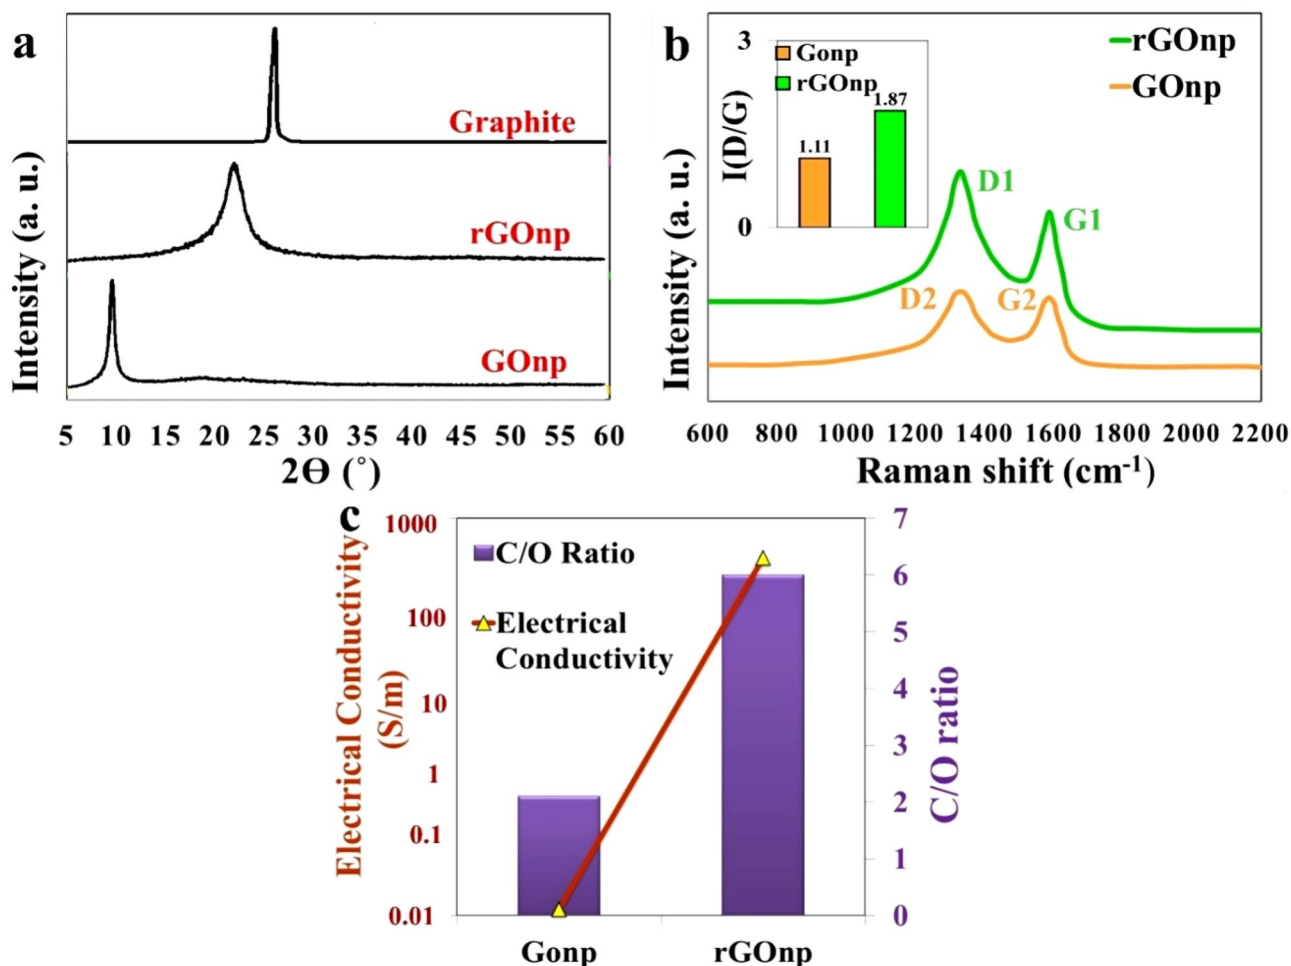 a
Intensity (a. u.)
Graphite
rGOnp
GOnp
5 10 15 20 25 30 35 40 45 50 55 60
2Ɵ (˚)
b
Intensity (a. u.)
rGOnp
GOnp
3
0
I(D/G)
Gonp
rGOnp
1.11
1.87
D1
G1
D2
G2
600 800 1000 1200 1400 1600 1800 2000 2200
Raman shift (cm-1)
c
Electrical Conductivity
(S/m)
1000
100
10
1
0.1
0.01
C/O Ratio
Electrical
Conductivity
7
6
5
4
3
2
1
0
C/O ratio
Gonp rGOnp